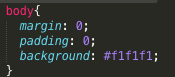 body{
  margin: 0;
  padding: 0;
  background: #f1f1f1;
}